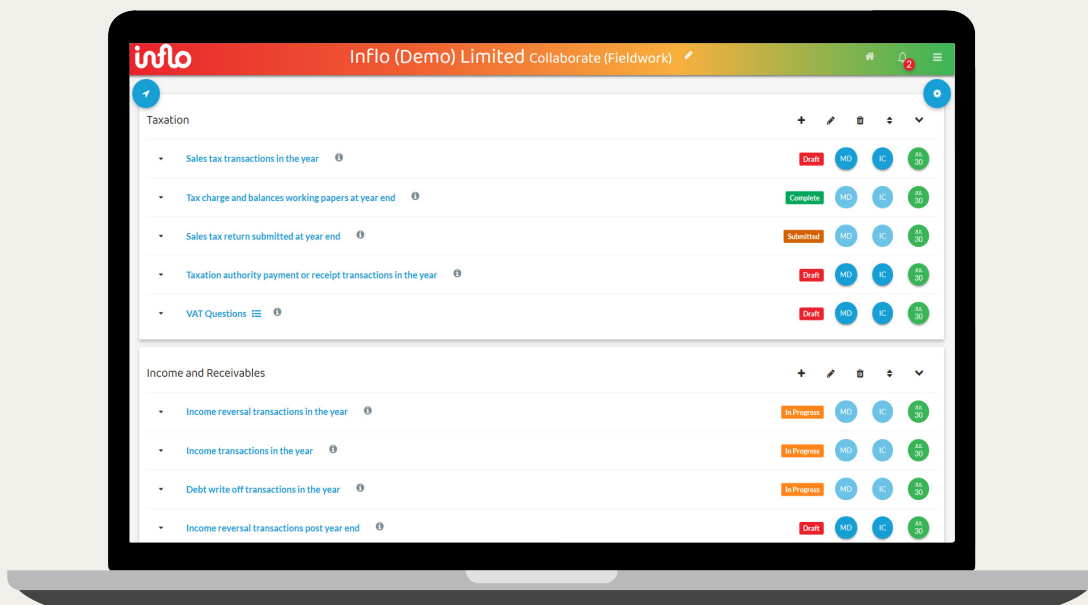 inflo
Inflo (Demo) Limited Collaborate (Fieldwork)
2
Taxation
Sales tax transactions in the year
Draft MD IC JUL 30
Tax charge and balances working papers at year end
Complete MD IC JUL 30
Sales tax return submitted at year end
Submitted MD IC JUL 30
Taxation authority payment or receipt transactions in the year
Draft MD IC JUL 30
VAT Questions
Draft MD IC JUL 30
Income and Receivables
Income reversal transactions in the year
In Progress MD IC JUL 30
Income transactions in the year
In Progress MD IC JUL 30
Debt write off transactions in the year
In Progress MD IC JUL 30
Income reversal transactions post year end
Draft MD IC JUL 30